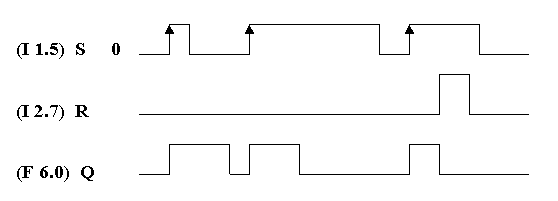 (I 1.5) S 0
(I 2.7) R
(F 6.0) Q